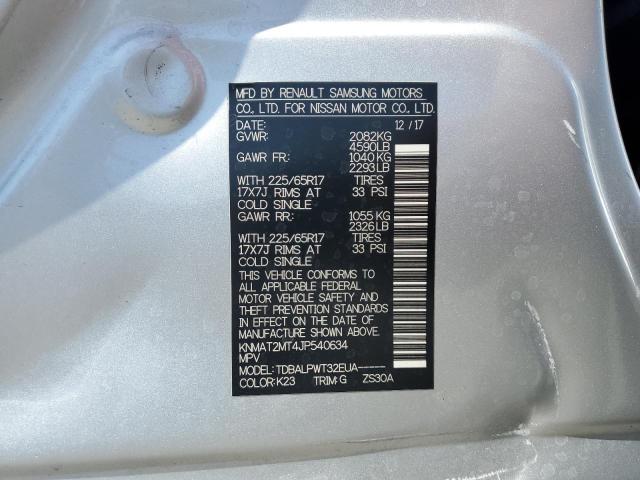 MFD BY RENAULT SAMSUNG MOTORS
CO., LTD. FOR NISSAN MOTOR CO., LTD.
DATE: 12 / 17
GVWR: 2082KG
4590LB
GAWR FR: 1040 KG
2293LB
WITH 225/65R17 TIRES
17X7J RIMS AT 33 PSI
COLD SINGLE
GAWR RR: 1055 KG
2326LB
WITH 225/65R17 TIRES
17X7J RIMS AT 33 PSI
COLD SINGLE
THIS VEHICLE CONFORMS TO
ALL APPLICABLE FEDERAL
MOTOR VEHICLE SAFETY AND
THEFT PREVENTION STANDARDS
IN EFFECT ON THE DATE OF
MANUFACTURE SHOWN ABOVE.
KNMAT2MT4JP540634
MPV
MODEL: TDBALPWT32EUA-----
COLOR: K23 TRIM: G ZS30A